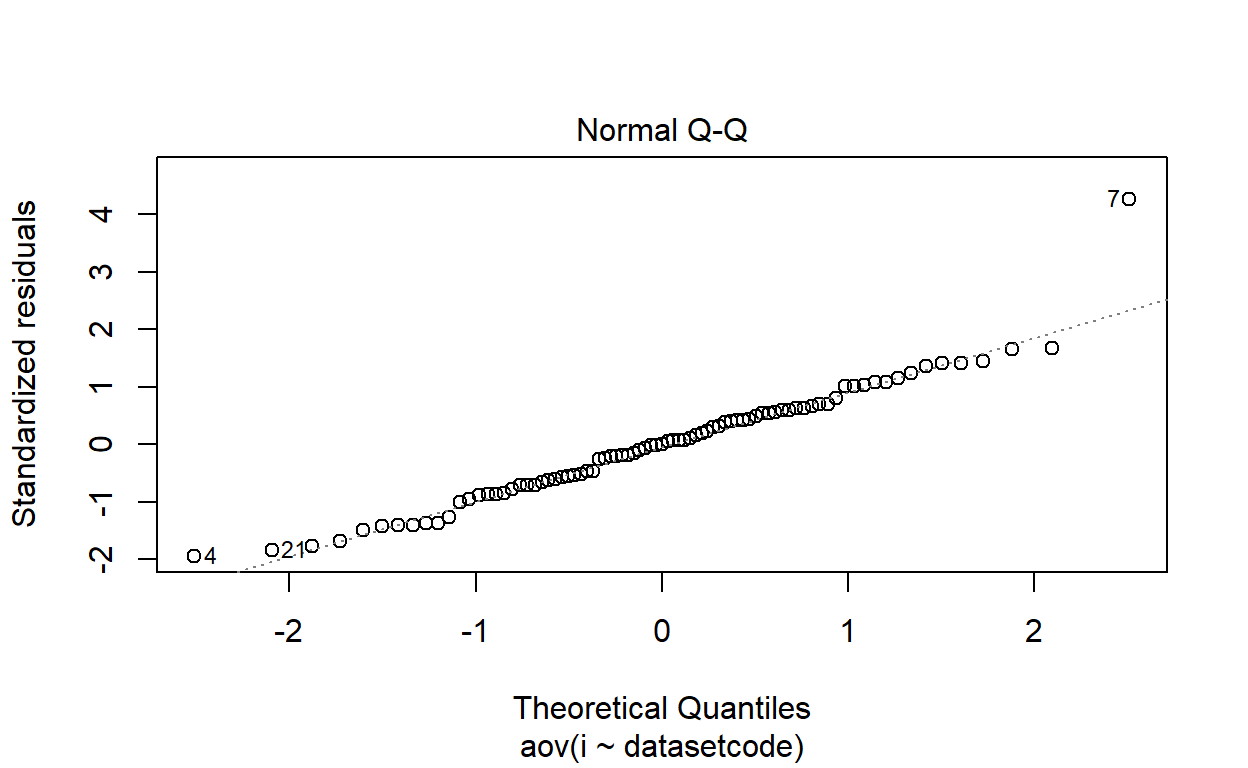 Normal Q-Q
Standardized residuals
4
3
2
1
0
-1
-2
7
4
21
-2 -1 0 1 2
Theoretical Quantiles
aov(i ~ datasetcode)